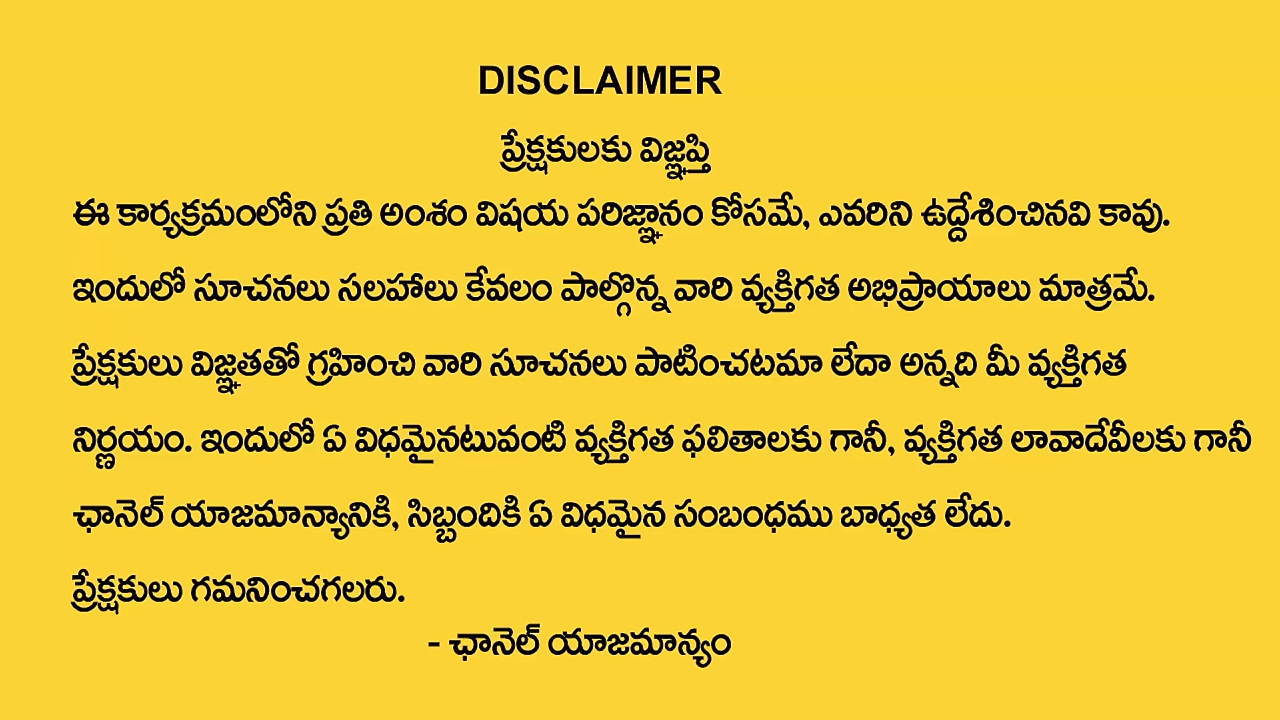 DISCLAIMER
ప్రేక్షకులకు విజ్ఞప్తి
ఈ కార్యక్రమంలోని ప్రతి అంశం విషయ పరిజ్ఞానం కోసమే, ఎవరిని ఉద్దేశించినవి కావు.
ఇందులో సూచనలు సలహాలు కేవలం పాల్గొన్న వారి వ్యక్తిగత అభిప్రాయాలు మాత్రమే.
ప్రేక్షకులు విజ్ఞతతో గ్రహించి వారి సూచనలు పాటించటమా లేదా అన్నది మీ వ్యక్తిగత
నిర్ణయం. ఇందులో ఏ విధమైనటువంటి వ్యక్తిగత ఫలితాలకు గానీ, వ్యక్తిగత లావాదేవీలకు గానీ
ఛానెల్ యాజమాన్యానికి, సిబ్బందికి ఏ విధమైన సంబంధము బాధ్యత లేదు.
ప్రేక్షకులు గమనించగలరు.
- ఛానెల్ యాజమాన్యం